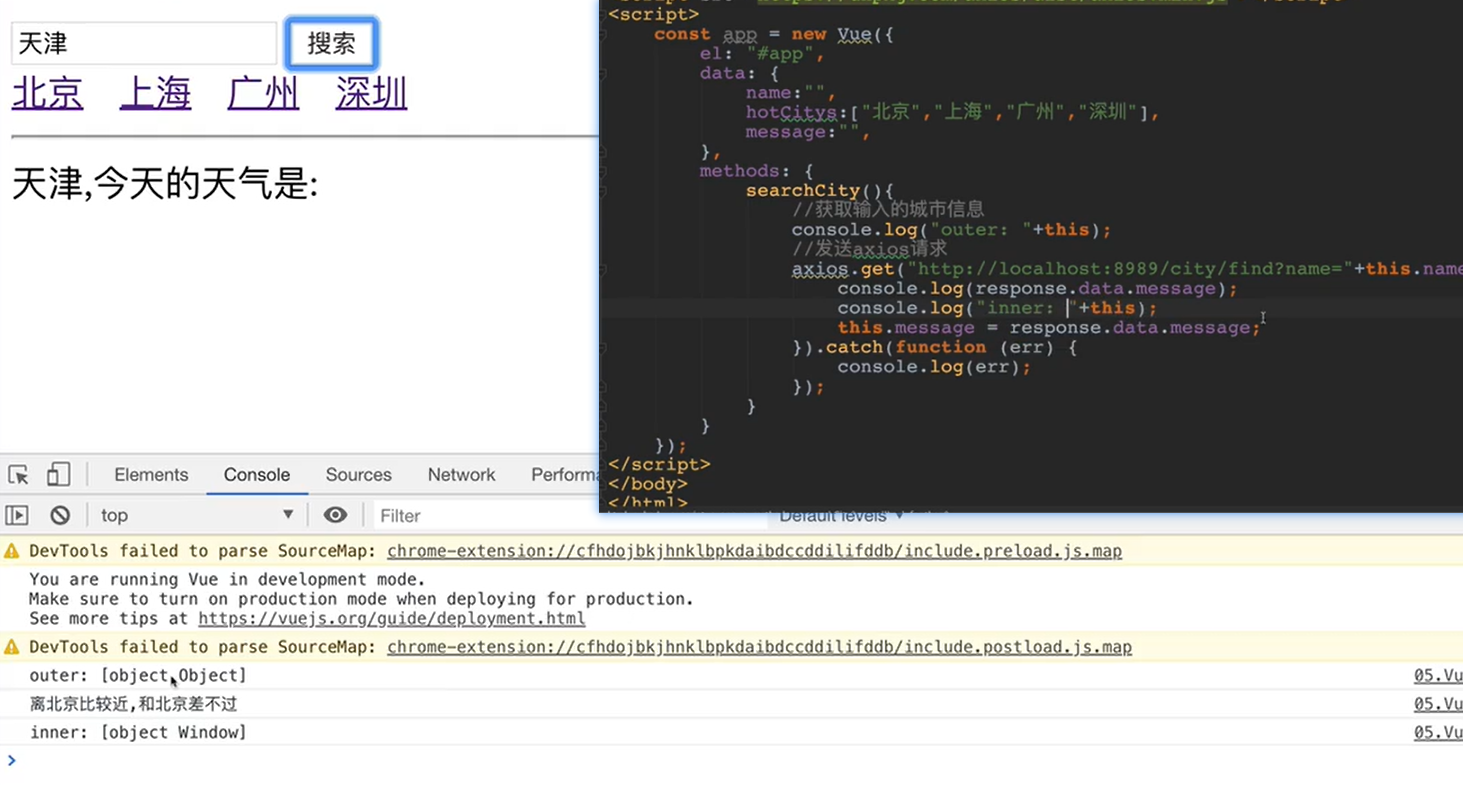 天津
搜索
北京 上海 广州 深圳
天津,今天的天气是:
<script>
const app = new Vue({
el: "#app",
data: {
name:"",
hotCitys:["北京","上海","广州","深圳"],
message:"",
},
methods: {
searchCity(){
//获取输入的城市信息
console.log("outer: "+this);
//发送axios请求
axios.get("http://localhost:8989/city/find?name="+this.name
console.log(response.data.message);
console.log("inner: "+this);
this.message = response.data.message;
}).catch(function (err) {
console.log(err);
});
}
}
});
</script>
</body>
</html>
Elements Console Sources Network Performa
top Filter Default levels
DevTools failed to parse SourceMap: chrome-extension://cfhdojbkjhnklbpkdaibdccddilifddb/include.preload.js.map
You are running Vue in development mode.
Make sure to turn on production mode when deploying for production.
See more tips at https://vuejs.org/guide/deployment.html
DevTools failed to parse SourceMap: chrome-extension://cfhdojbkjhnklbpkdaibdccddilifddb/include.postload.js.map
outer: [object Object] 05.Vu
离北京比较近,和北京差不过 05.Vu
inner: [object Window] 05.Vu